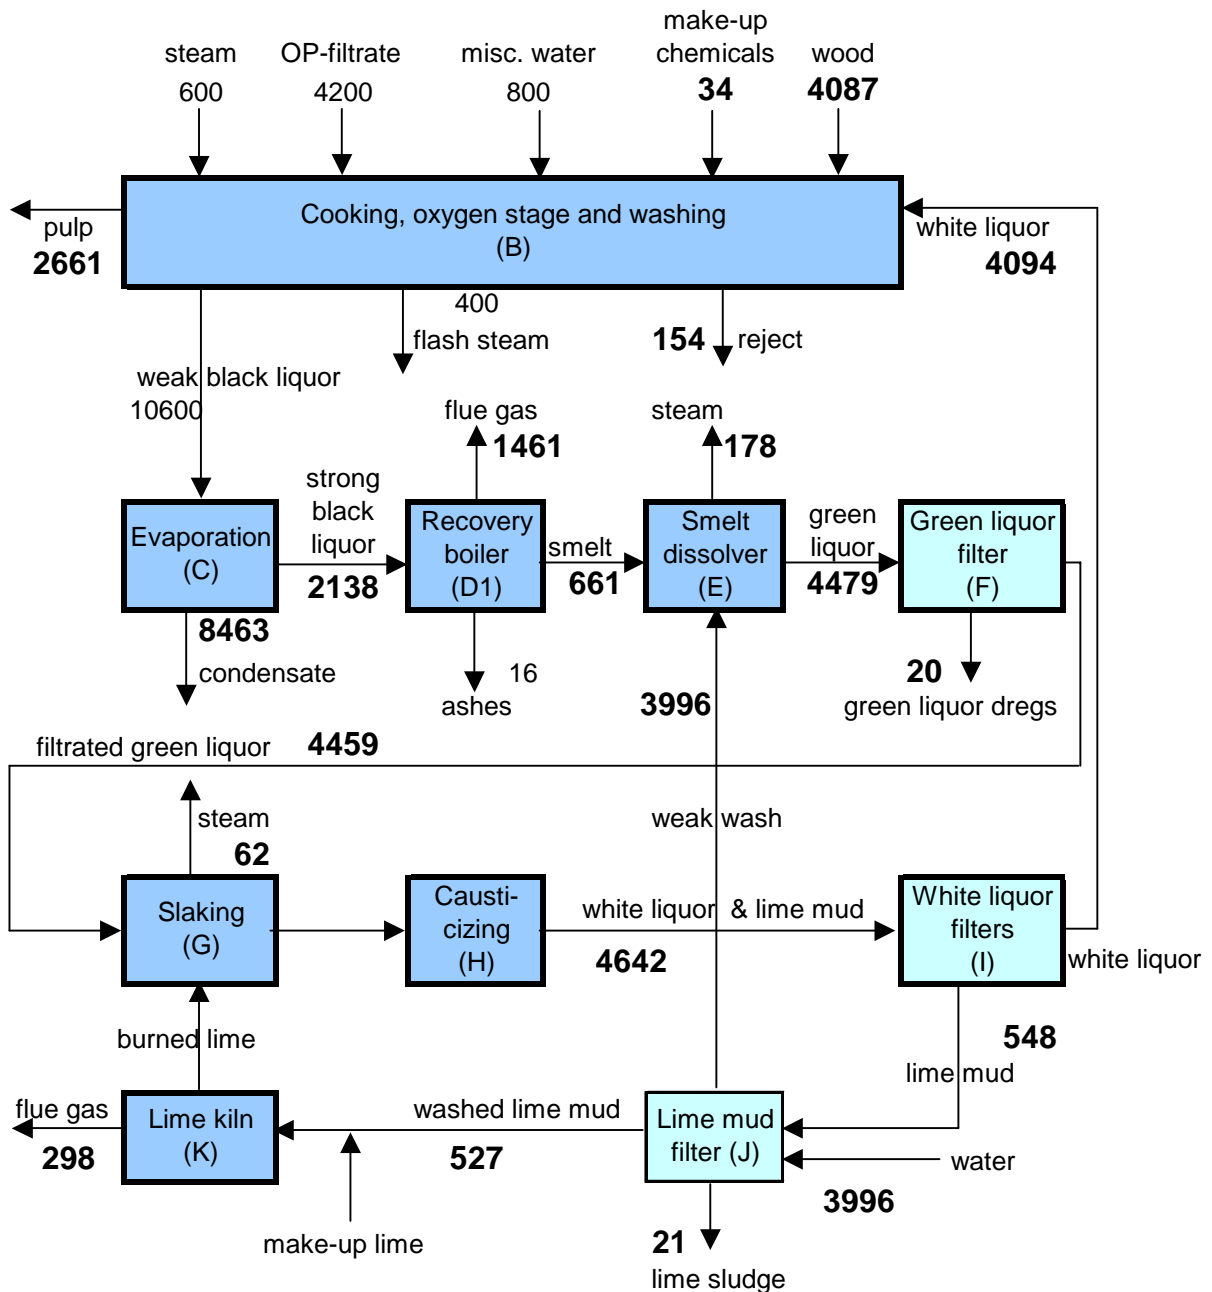 make-up
steam OP-filtrate misc. water chemicals wood
600 4200 800 34 4087
Cooking, oxygen stage and washing
(B)
pulp
2661
white liquor
4094
400
flash steam
154 reject
weak black liquor
10600
flue gas
1461
steam
178
strong
black
liquor
2138
Evaporation
(C)
Recovery
boiler
(D1)
smelt
661
Smelt
dissolver
(E)
green
liquor
4479
Green liquor
filter
(F)
8463
condensate
16
ashes
3996
20
green liquor dregs
filtrated green liquor 4459
steam
62
weak wash
Slaking
(G)
Causti-
cizing
(H)
white liquor & lime mud
4642
White liquor
filters
(I)
white liquor
burned lime
548
lime mud
flue gas
298
Lime kiln
(K)
washed lime mud
527
Lime mud
filter (J)
water
3996
make-up lime
21
lime sludge